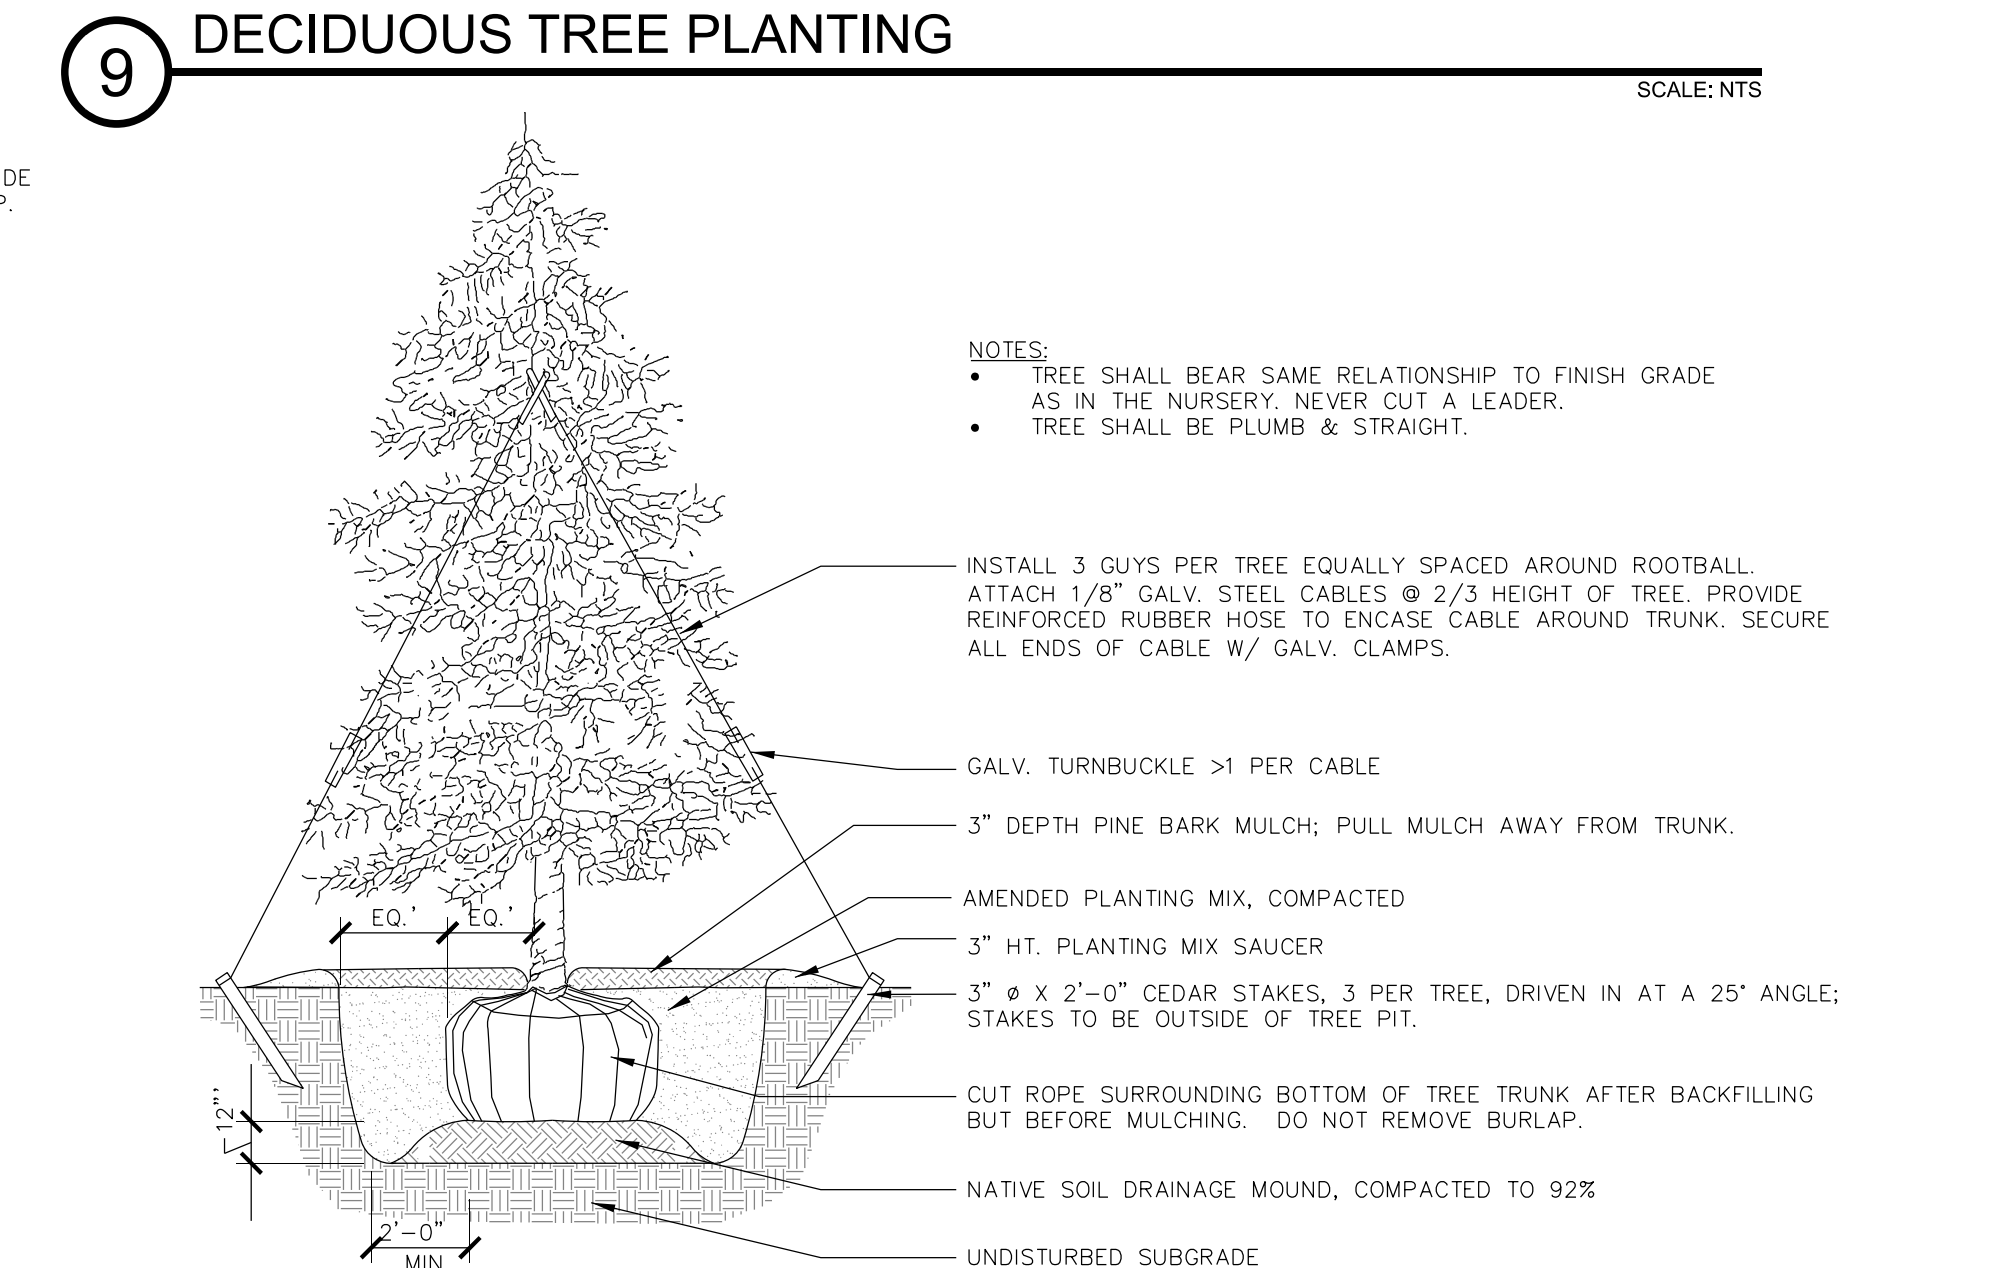 9
DECIDUOUS TREE PLANTING
SCALE: NTS
DE
P.
NOTES:
• TREE SHALL BEAR SAME RELATIONSHIP TO FINISH GRADE
AS IN THE NURSERY. NEVER CUT A LEADER.
• TREE SHALL BE PLUMB & STRAIGHT.
INSTALL 3 GUYS PER TREE EQUALLY SPACED AROUND ROOTBALL.
ATTACH 1/8" GALV. STEEL CABLES @ 2/3 HEIGHT OF TREE. PROVIDE
REINFORCED RUBBER HOSE TO ENCASE CABLE AROUND TRUNK. SECURE
ALL ENDS OF CABLE W/ GALV. CLAMPS.
GALV. TURNBUCKLE >1 PER CABLE
3" DEPTH PINE BARK MULCH; PULL MULCH AWAY FROM TRUNK.
AMENDED PLANTING MIX, COMPACTED
EQ.' EQ.'
3" HT. PLANTING MIX SAUCER
3" ø X 2'-0" CEDAR STAKES, 3 PER TREE, DRIVEN IN AT A 25° ANGLE;
STAKES TO BE OUTSIDE OF TREE PIT.
CUT ROPE SURROUNDING BOTTOM OF TREE TRUNK AFTER BACKFILLING
BUT BEFORE MULCHING. DO NOT REMOVE BURLAP.
12"'
NATIVE SOIL DRAINAGE MOUND, COMPACTED TO 92%
2'-0"
MIN
UNDISTURBED SUBGRADE